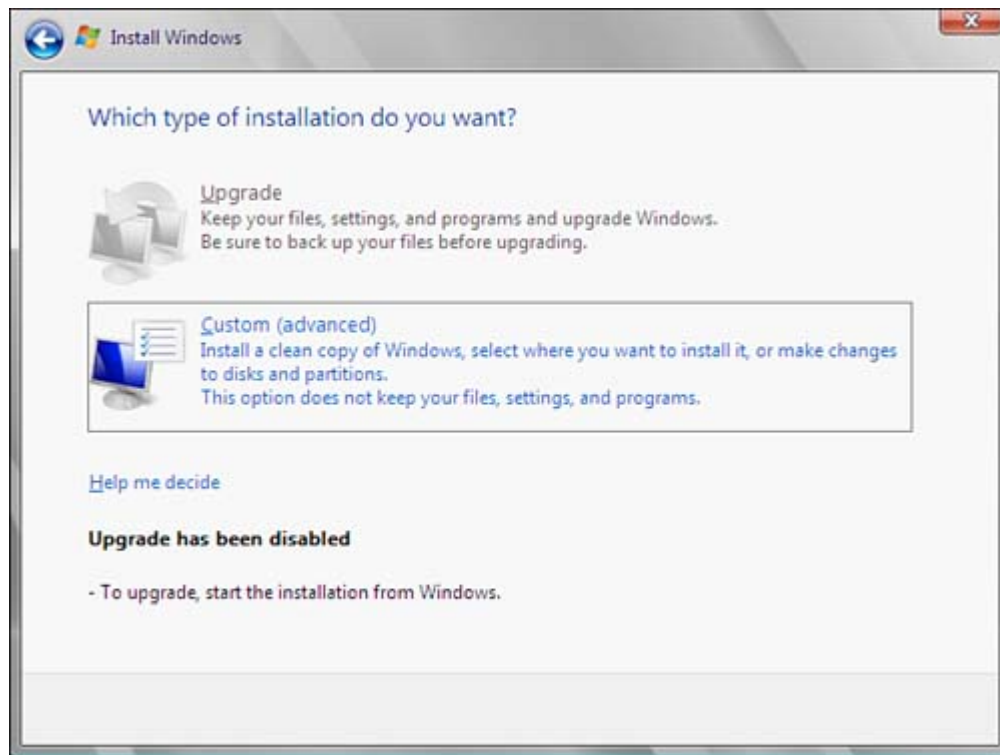 Install Windows
Which type of installation do you want?
Upgrade
Keep your files, settings, and programs and upgrade Windows.
Be sure to back up your files before upgrading.
Custom (advanced)
Install a clean copy of Windows, select where you want to install it, or make changes
to disks and partitions.
This option does not keep your files, settings, and programs.
Help me decide
Upgrade has been disabled
- To upgrade, start the installation from Windows.